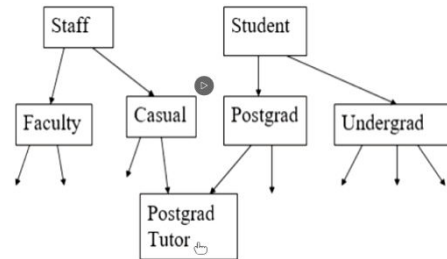 Staff
Student
Faculty
Casual
Postgrad
Undergrad
Postgrad
Tutor